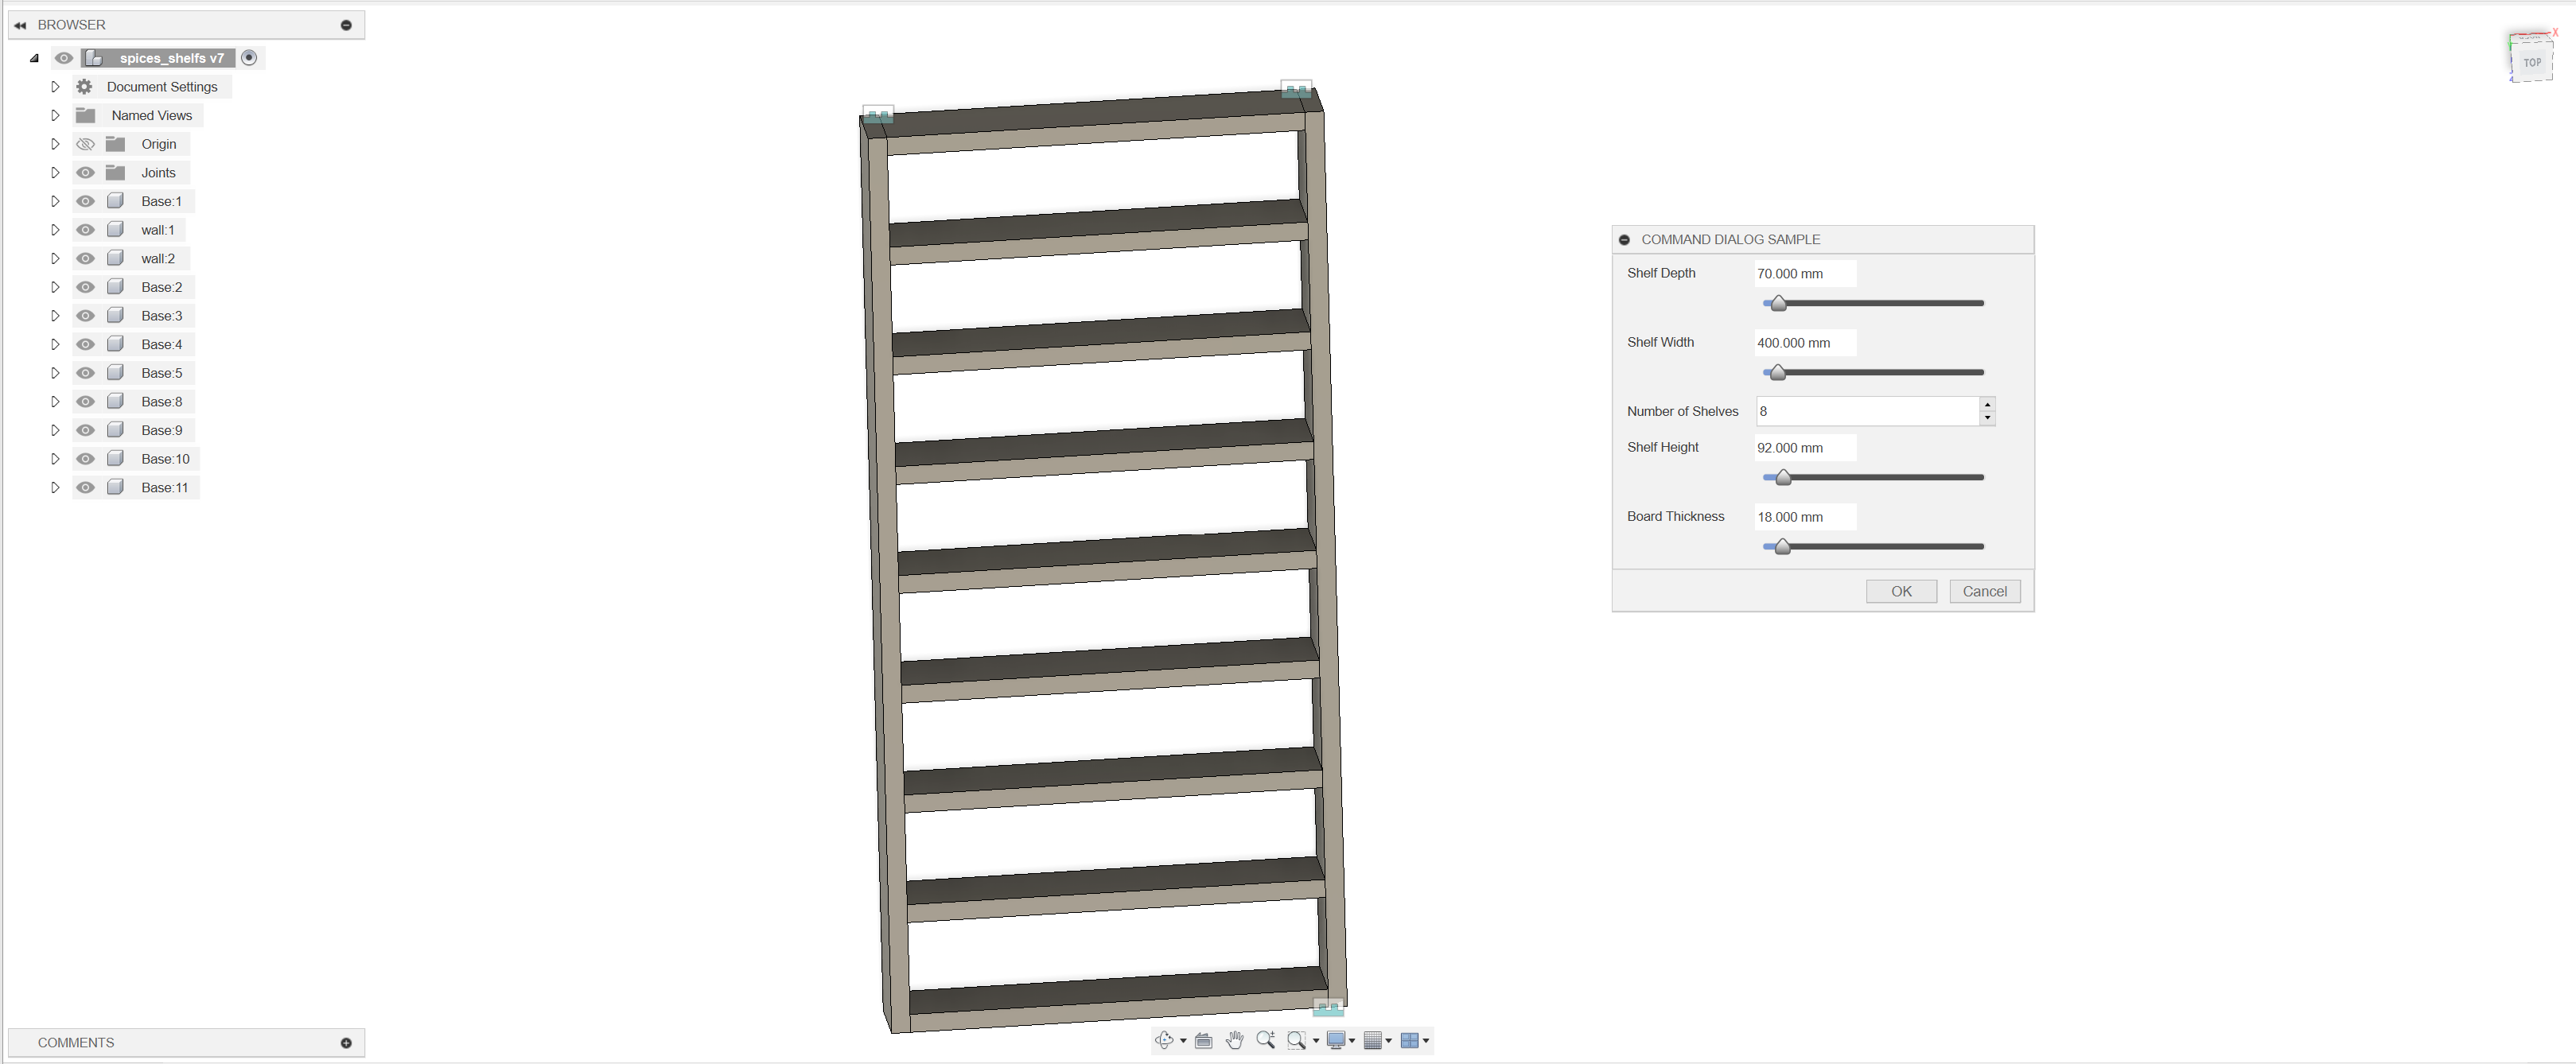 BROWSER
spices_shelfs v7
Document Settings
Named Views
Origin
Joints
Base:1
wall:1
wall:2
Base:2
Base:3
Base:4
Base:5
Base:8
Base:9
Base:10
Base:11
COMMENTS
X
TOP
COMMAND DIALOG SAMPLE
Shelf Depth 70.000 mm
Shelf Width 400.000 mm
Number of Shelves 8
Shelf Height 92.000 mm
Board Thickness 18.000 mm
OK Cancel